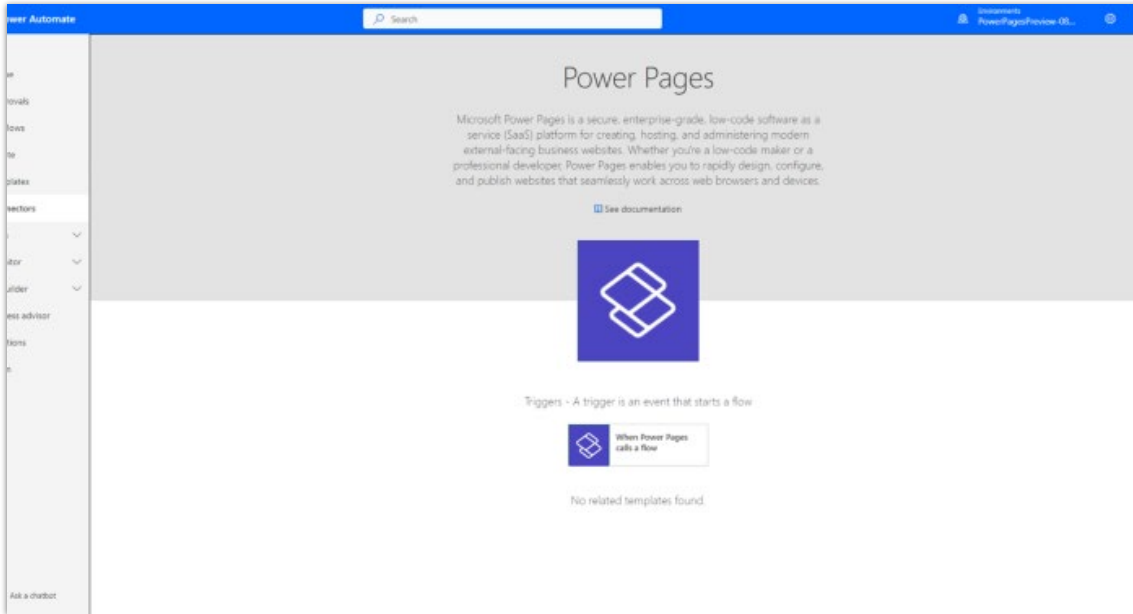 wer Automate
Search
Environments
PowerPagesPreview-08...
rovals
lows
te
plates
nectors
itor
uilder
ess advisor
tions
Ask a chatbot
Power Pages
Microsoft Power Pages is a secure, enterprise-grade, low-code software as a
service (SaaS) platform for creating, hosting, and administering modern
external-facing business websites. Whether you're a low-code maker or a
professional developer, Power Pages enables you to rapidly design, configure,
and publish websites that seamlessly work across web browsers and devices.
See documentation
Triggers - A trigger is an event that starts a flow
When Power Pages
calls a flow
No related templates found.